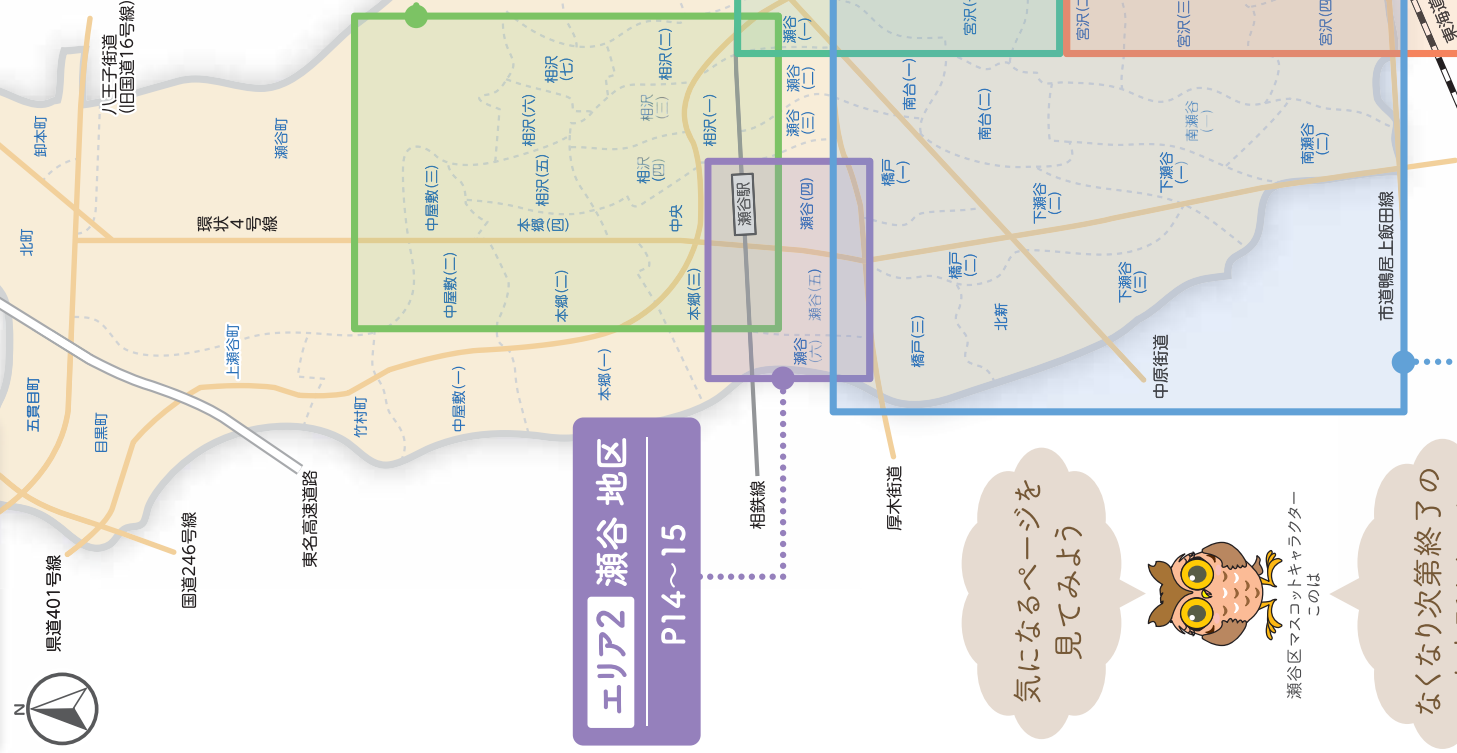 八王子街道
(旧国道16号線)
卸本町
瀬谷町
北町
環状4号線
五貫目町
目黒町
上瀬谷町
竹村町
県道401号線
国道246号線
東名高速道路
N
相沢(七)
相沢(二)
相沢(六)
相沢(三)
相沢(一)
相沢(五)
相沢(四)
中屋敷(三)
本郷(四)
中央
中屋敷(二)
本郷(二)
本郷(三)
中屋敷(一)
本郷(一)
瀬谷(一)
瀬谷(二)
瀬谷(三)
瀬谷駅
瀬谷(四)
瀬谷(五)
瀬谷(六)
宮沢(三)
宮沢(四)
南台(一)
南台(二)
南瀬谷(一)
南瀬谷(二)
橋戸(一)
下瀬谷(一)
下瀬谷(二)
橋戸(二)
下瀬谷(三)
北新
橋戸(三)
市道鴨居上飯田線
中原街道
相鉄線
厚木街道
エリア2 瀬谷 地区
P14〜15
気になるページを
見てみよう
瀬谷区マスコットキャラクター
このは
なくなり次第終了の